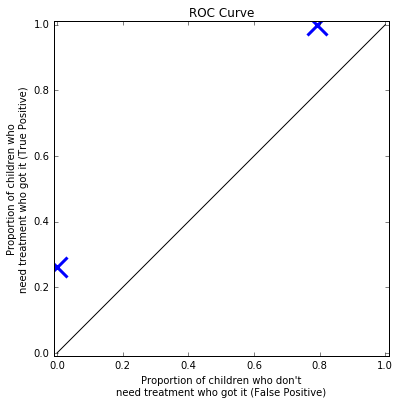 ROC Curve
1.0
0.8
0.6
0.4
0.2
0.0
Proportion of children who
need treatment who got it (True Positive)
0.0 0.2 0.4 0.6 0.8 1.0
Proportion of children who don't
need treatment who got it (False Positive)